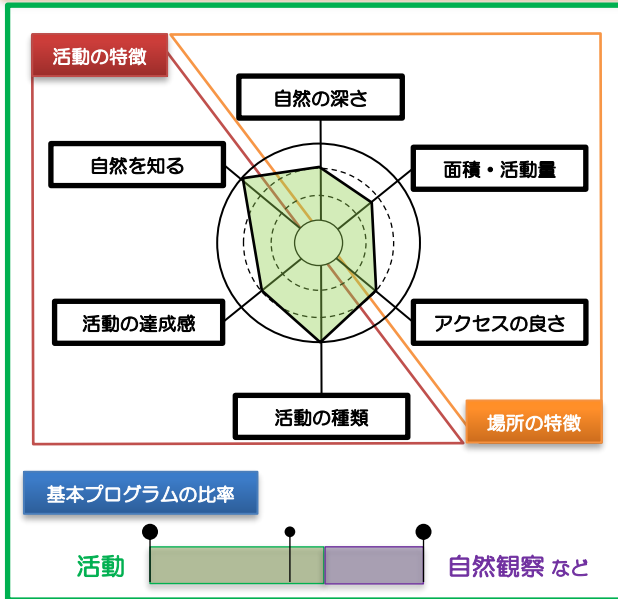 活動の特徴
自然の深さ
自然を知る
面積・活動量
活動の達成感
アクセスの良さ
活動の種類
場所の特徴
基本プログラムの比率
活動
自然観察 など